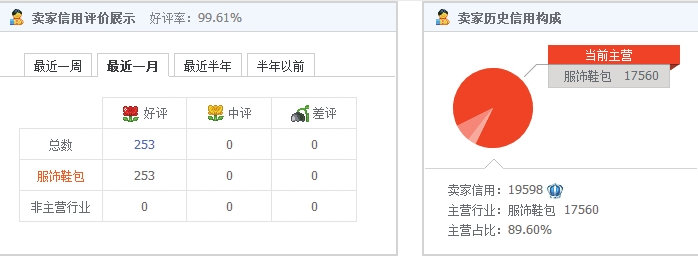 卖家信用评价展示 好评率：99.61%
最近一周 最近一月 最近半年 半年以前
好评 中评 差评
总数 253 0 0
服饰鞋包 253 0 0
非主营行业 0 0 0
卖家历史信用构成
当前主营
服饰鞋包 17560
卖家信用：19598
主营行业：服饰鞋包 17560
主营占比：89.60%